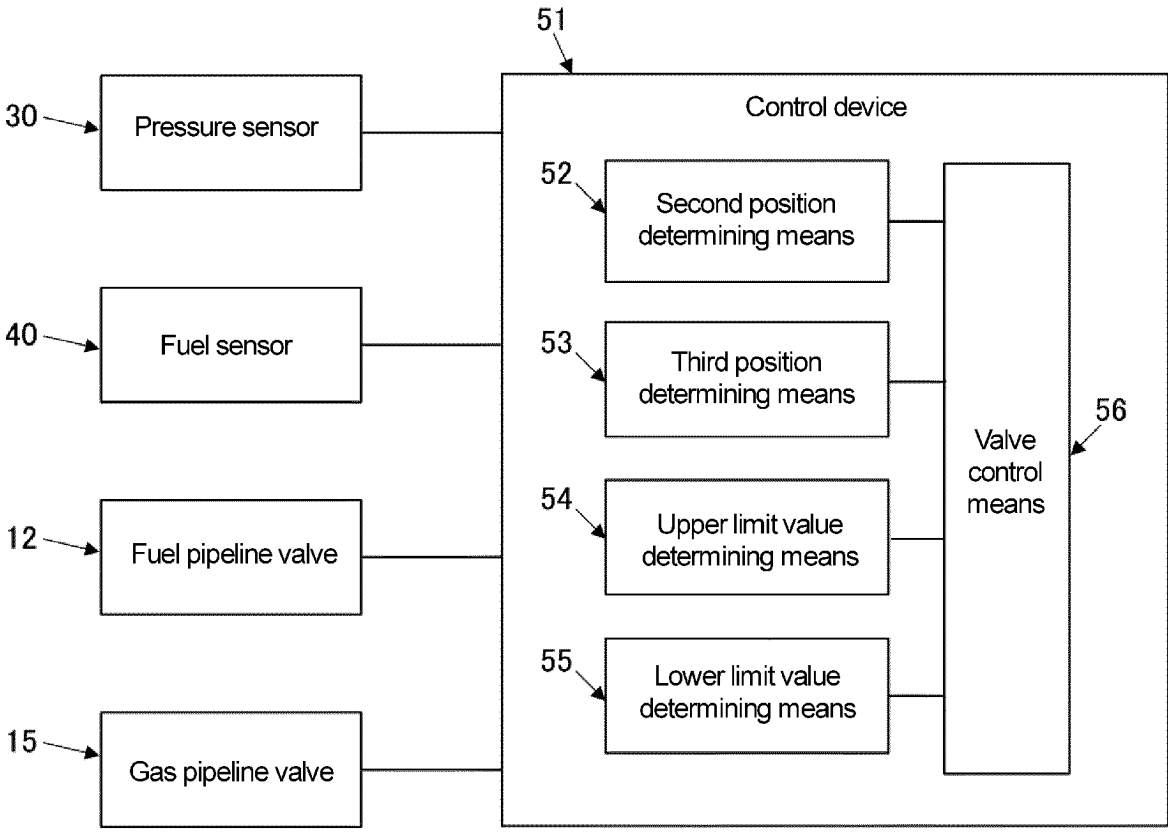 51
Control device
30
Pressure sensor
52
Second position
determining means
40
Fuel sensor
53
Third position
determining means
56
Valve
control
means
12
Fuel pipeline valve
54
Upper limit value
determining means
55
Lower limit value
determining means
15
Gas pipeline valve